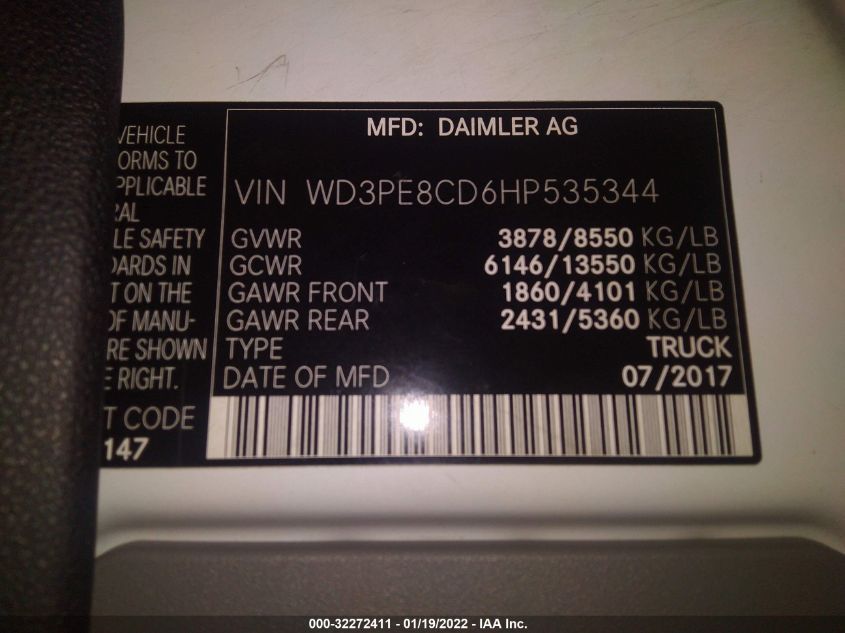 VEHICLE
ORMS TO
PPLICABLE
LE SAFETY
DARDS IN
T ON THE
OF MANU-
RE SHOWN
E RIGHT.
T CODE
147
MFD: DAIMLER AG
VIN WD3PE8CD6HP535344
GVWR 3878/8550 KG/LB
GCWR 6146/13550 KG/LB
GAWR FRONT 1860/4101 KG/LB
GAWR REAR 2431/5360 KG/LB
TYPE TRUCK
DATE OF MFD 07/2017
000-32272411 - 01/19/2022 - IAA Inc.